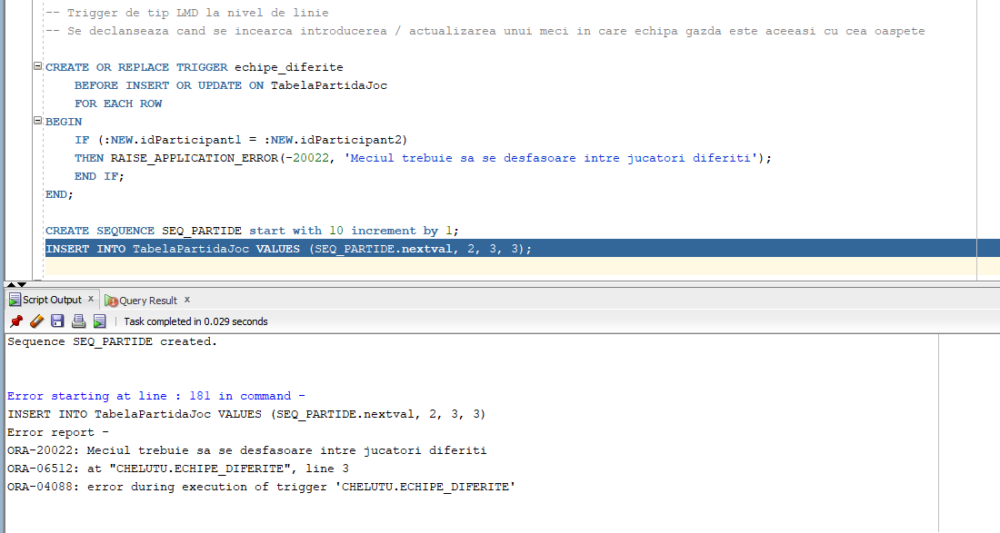 -- Trigger de tip LMD la nivel de linie
-- Se declanseaza cand se incearca introducerea / actualizarea unui meci in care echipa gazda este aceeasi cu cea oaspete
CREATE OR REPLACE TRIGGER echipe_diferite
BEFORE INSERT OR UPDATE ON TabelaPartidaJoc
FOR EACH ROW
BEGIN
IF (:NEW.idParticipant1 = :NEW.idParticipant2)
THEN RAISE_APPLICATION_ERROR(-20022, 'Meciul trebuie sa se desfasoare intre jucatori diferiti');
END IF;
END;
CREATE SEQUENCE SEQ_PARTIDE start with 10 increment by 1;
INSERT INTO TabelaPartidaJoc VALUES (SEQ_PARTIDE.nextval, 2, 3, 3);
Script Output x Query Result x
Task completed in 0.029 seconds
Sequence SEQ_PARTIDE created.
Error starting at line : 181 in command -
INSERT INTO TabelaPartidaJoc VALUES (SEQ_PARTIDE.nextval, 2, 3, 3)
Error report -
ORA-20022: Meciul trebuie sa se desfasoare intre jucatori diferiti
ORA-06512: at "CHELUTU.ECHIPE_DIFERITE", line 3
ORA-04088: error during execution of trigger 'CHELUTU.ECHIPE_DIFERITE'